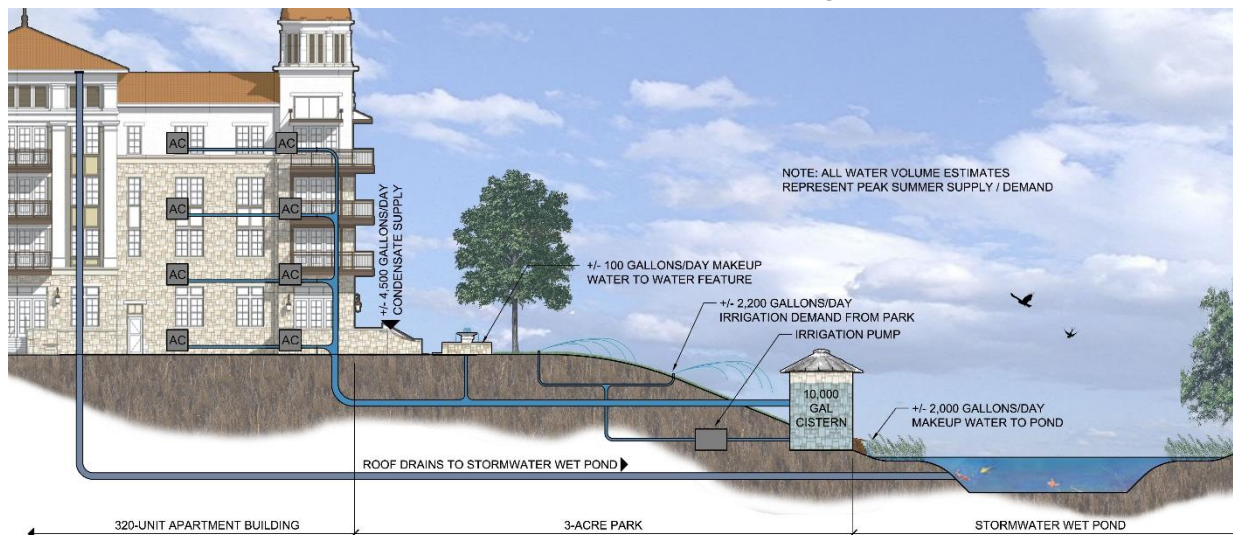 AC
AC
AC
AC
AC
AC
AC
AC
+/- 4,500 GALLONS/DAY
CONDENSATE SUPPLY
NOTE: ALL WATER VOLUME ESTIMATES
REPRESENT PEAK SUMMER SUPPLY / DEMAND
+/- 100 GALLONS/DAY MAKEUP
WATER TO WATER FEATURE
+/- 2,200 GALLONS/DAY
IRRIGATION DEMAND FROM PARK
IRRIGATION PUMP
10,000
GAL
CISTERN
+/- 2,000 GALLONS/DAY
MAKEUP WATER TO POND
ROOF DRAINS TO STORMWATER WET POND
320-UNIT APARTMENT BUILDING
3-ACRE PARK
STORMWATER WET POND